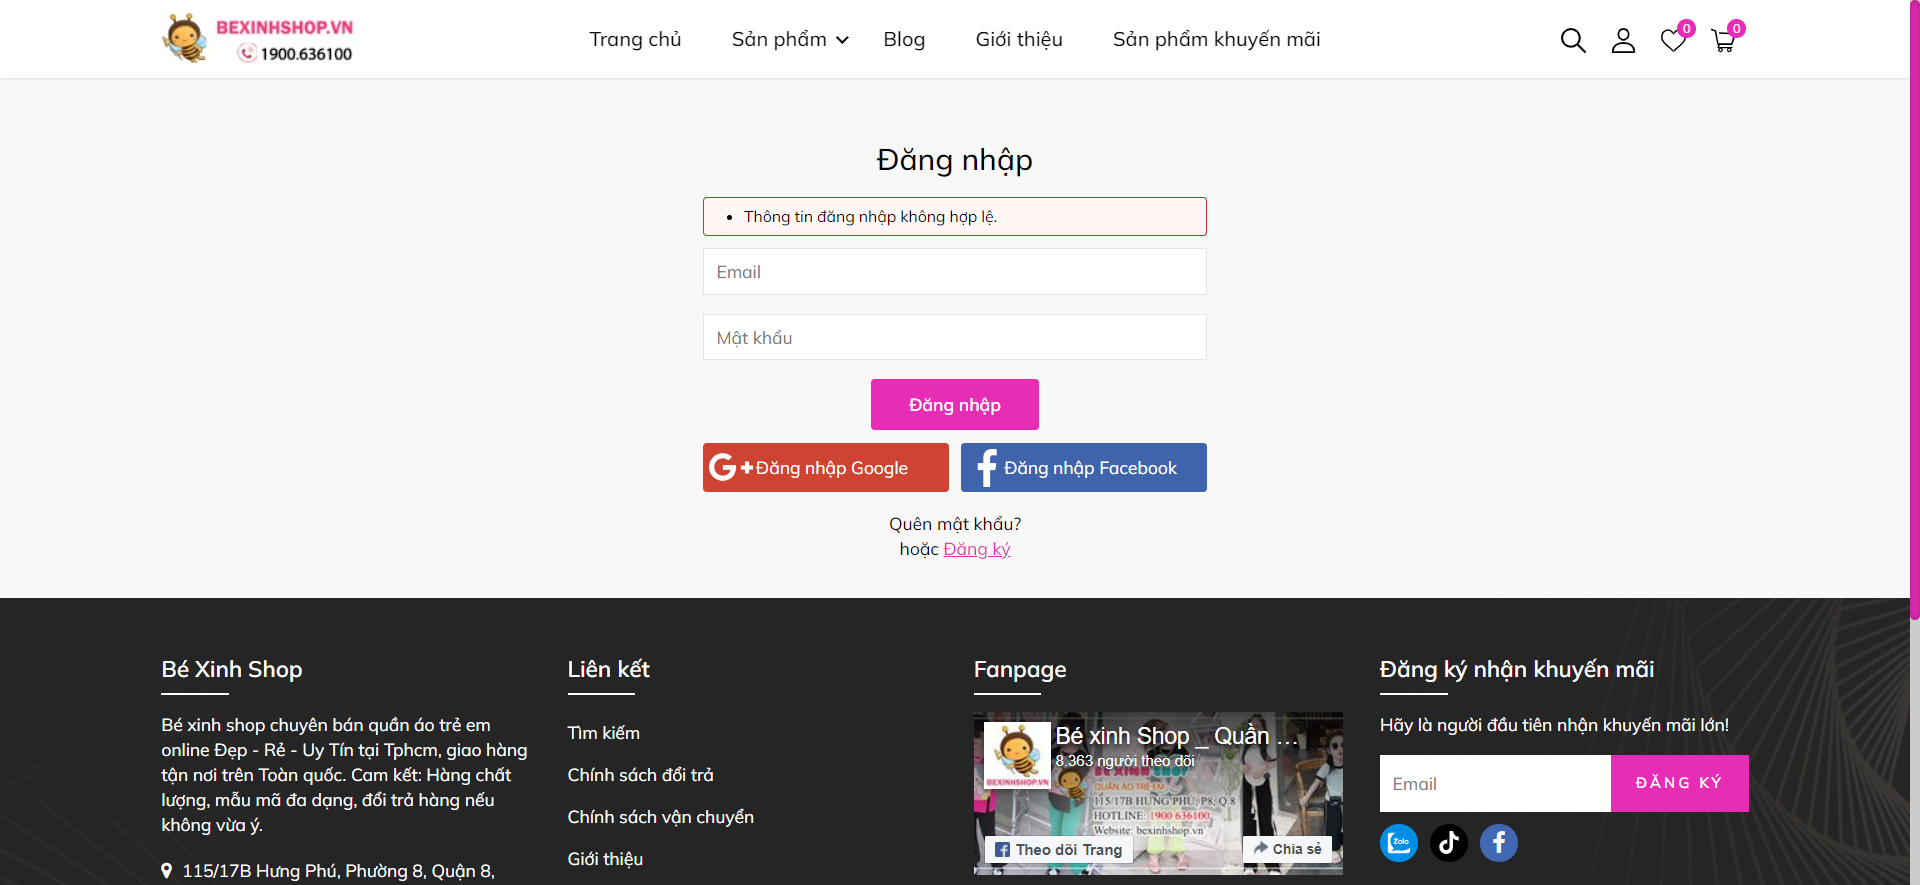 BEXINHSHOP.VN
1900.636100
Trang chủ
Sản phẩm
Blog
Giới thiệu
Sản phẩm khuyến mãi
0
0
Đăng nhập
Thông tin đăng nhập không hợp lệ.
Email
Mật khẩu
Đăng nhập
G+ Đăng nhập Google
f Đăng nhập Facebook
Quên mật khẩu?
hoặc Đăng ký
Bé Xinh Shop
Bé xinh shop chuyên bán quần áo trẻ em
online Đẹp - Rẻ - Uy Tín tại Tphcm, giao hàng
tận nơi trên Toàn quốc. Cam kết: Hàng chất
lượng, mẫu mã đa dạng, đổi trả hàng nếu
không vừa ý.
115/17B Hưng Phú, Phường 8, Quận 8,
Liên kết
Tìm kiếm
Chính sách đổi trả
Chính sách vận chuyển
Giới thiệu
Fanpage
Bé xinh Shop _ Quần ...
8.363 người theo dõi
BEXINHSHOP.VN
BÉ XINH SHOP
QUẦN ÁO TRẺ EM
115/17B HƯNG PHÚ, P8, Q.8
HOTLINE: 1900 636100
Website: bexinhshop.vn
Theo dõi Trang
Chia sẻ
Đăng ký nhận khuyến mãi
Hãy là người đầu tiên nhận khuyến mãi lớn!
Email
ĐĂNG KÝ
Zalo